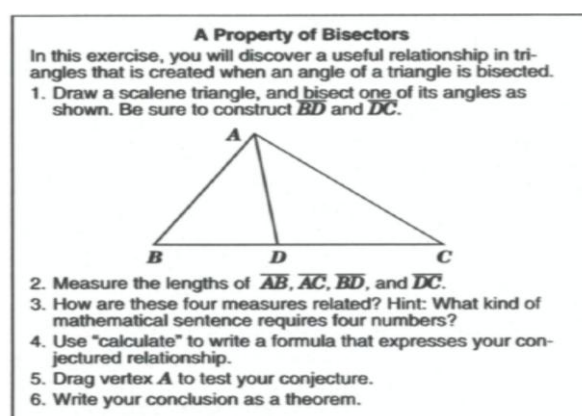 A Property of Bisectors
In this exercise, you will discover a useful relationship in tri-
angles that is created when an angle of a triangle is bisected.
1. Draw a scalene triangle, and bisect one of its angles as
shown. Be sure to construct BD and DC.
A
B D C
2. Measure the lengths of AB, AC, BD, and DC.
3. How are these four measures related? Hint: What kind of
mathematical sentence requires four numbers?
4. Use "calculate" to write a formula that expresses your con-
jectured relationship.
5. Drag vertex A to test your conjecture.
6. Write your conclusion as a theorem.